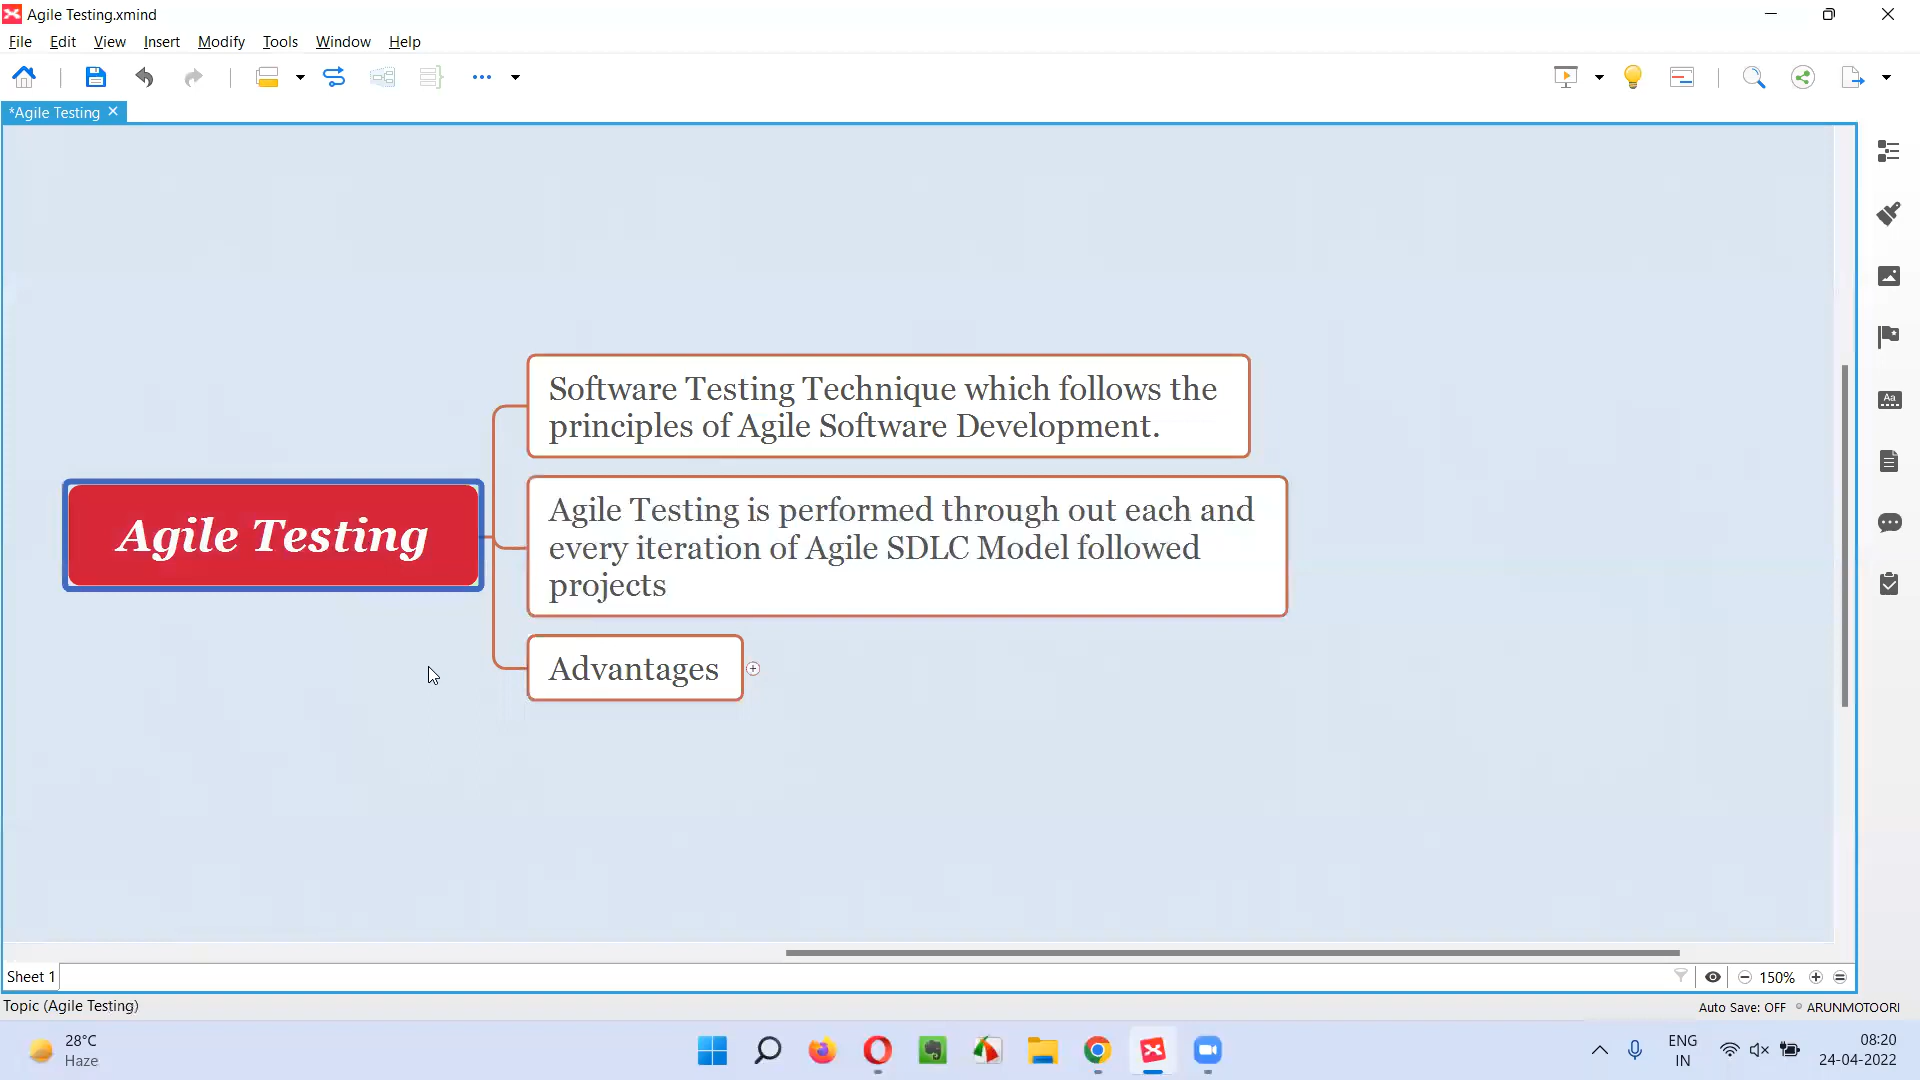 Agile Testing.xmind
File Edit View Insert Modify Tools Window Help
*Agile Testing
Software Testing Technique which follows the
principles of Agile Software Development.
Agile Testing
Agile Testing is performed through out each and
every iteration of Agile SDLC Model followed
projects
Advantages
Aa
Sheet 1
150%
Topic (Agile Testing)
Auto Save: OFF ARUNMOTOORI
28°C
Haze
ENG
IN
08:20
24-04-2022